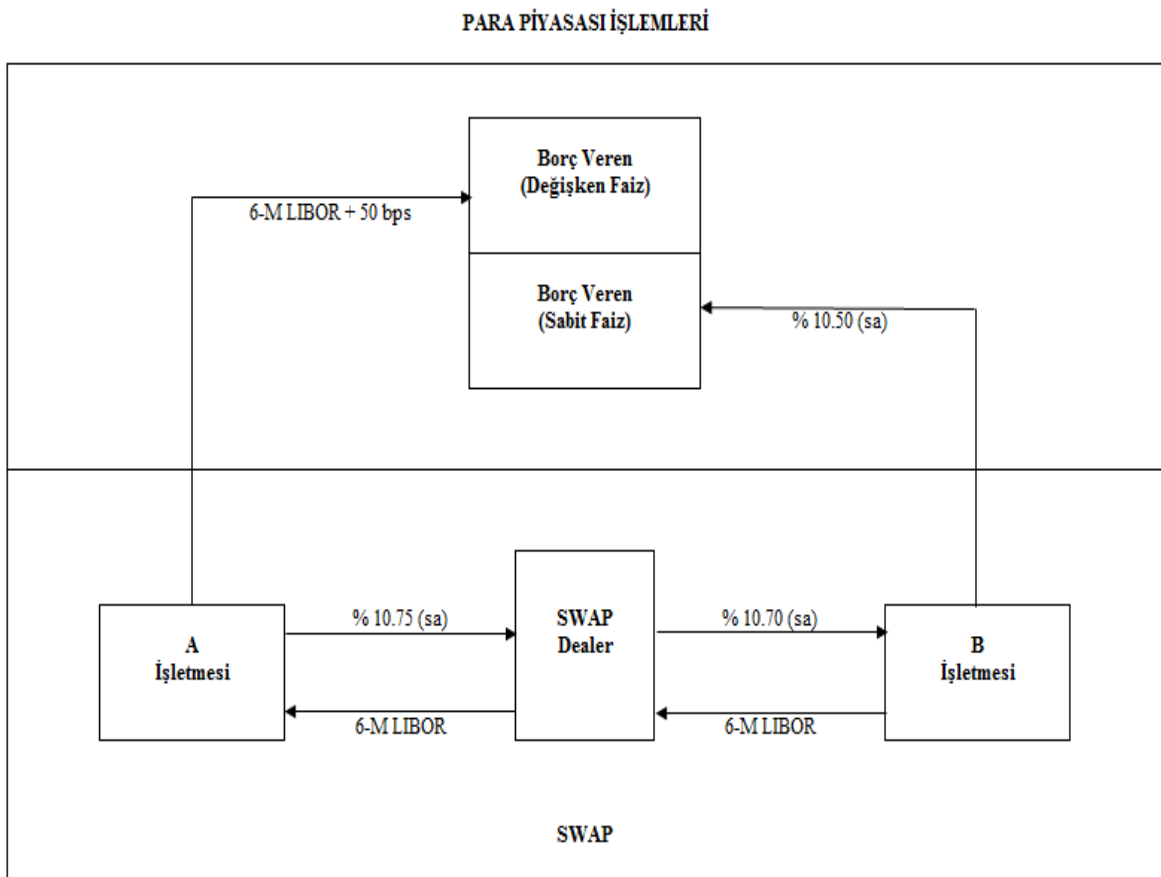 PARA PİYASASI İŞLEMLERİ
Borç Veren
(Değişken Faiz)
6-M LIBOR + 50 bps
Borç Veren
(Sabit Faiz)
% 10.50 (sa)
A
İşletmesi
% 10.75 (sa)
6-M LIBOR
SWAP
Dealer
% 10.70 (sa)
6-M LIBOR
B
İşletmesi
SWAP